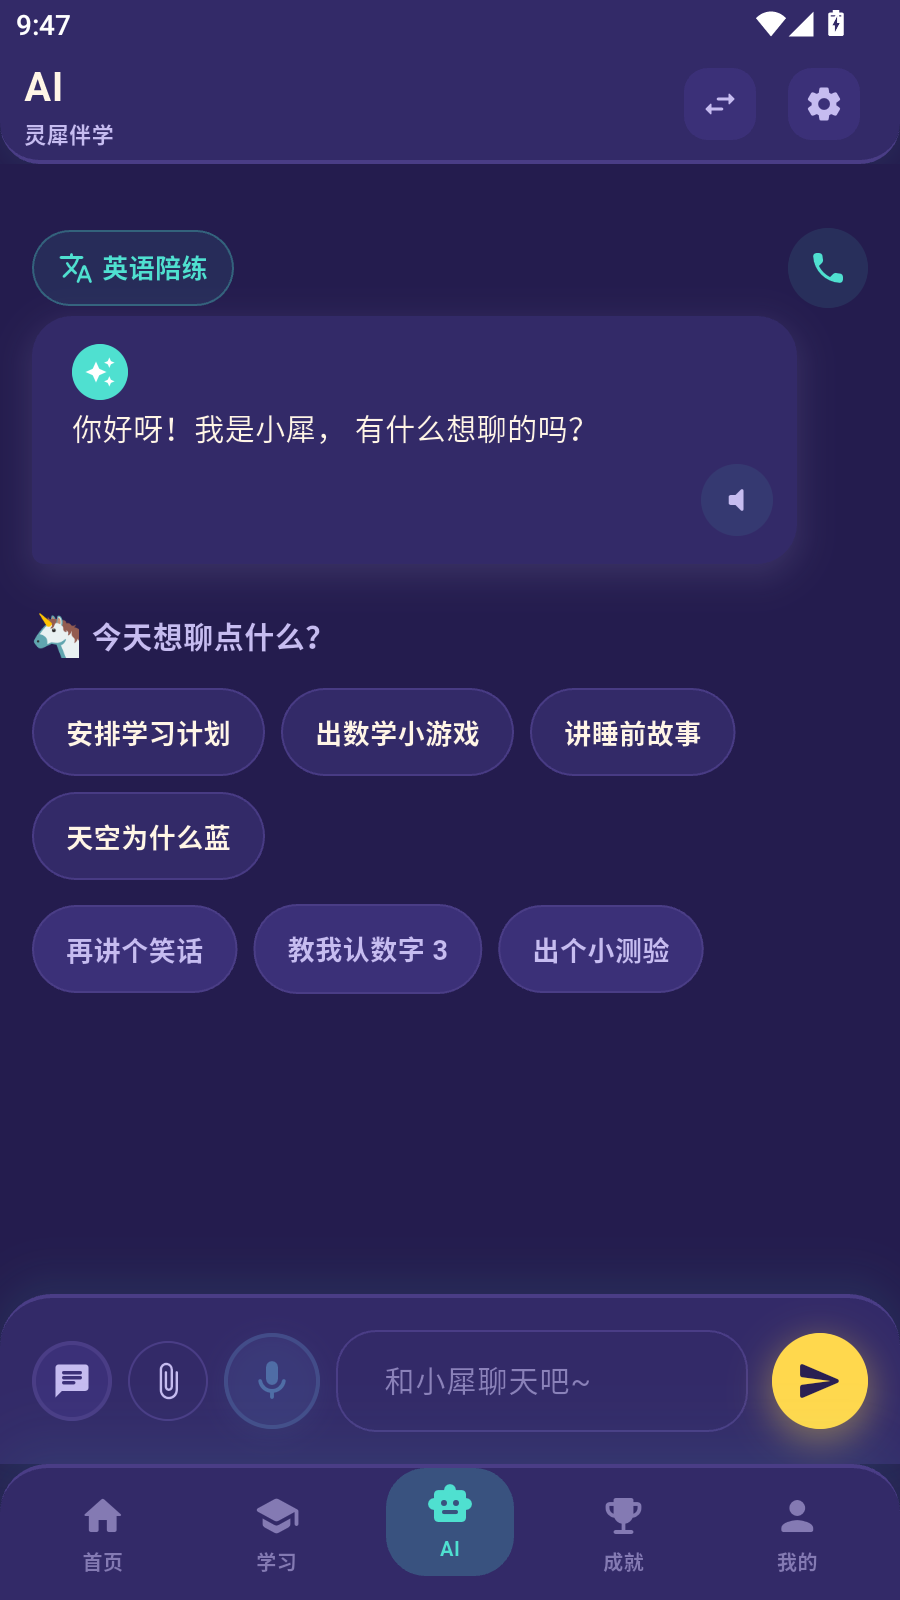 9:47
AI
灵犀伴学
英语陪练
你好呀！我是小犀， 有什么想聊的吗？
今天想聊点什么？
安排学习计划
出数学小游戏
讲睡前故事
天空为什么蓝
再讲个笑话
教我认数字 3
出个小测验
和小犀聊天吧~
首页
学习
AI
成就
我的